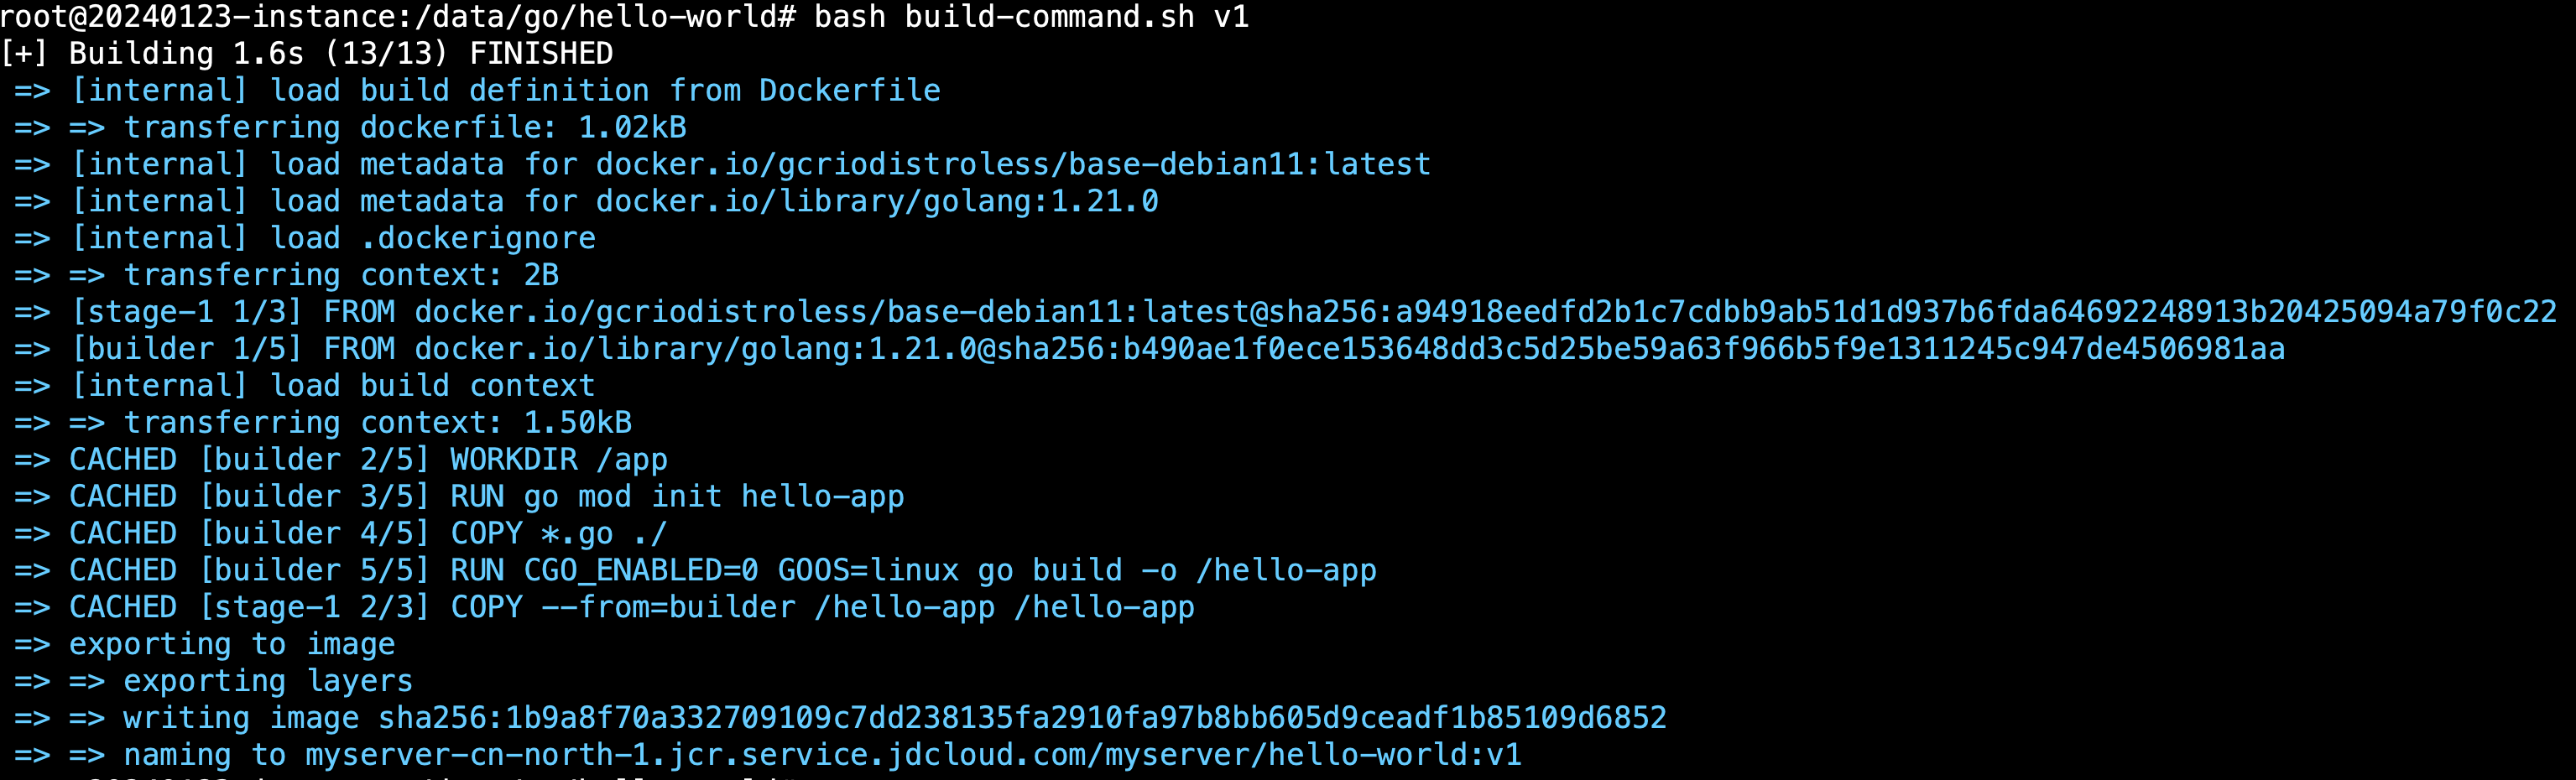 root@20240123-instance:/data/go/hello-world# bash build-command.sh v1
[+] Building 1.6s (13/13) FINISHED
=> [internal] load build definition from Dockerfile
=> => transferring dockerfile: 1.02kB
=> [internal] load metadata for docker.io/gcriodistroless/base-debian11:latest
=> [internal] load metadata for docker.io/library/golang:1.21.0
=> [internal] load .dockerignore
=> => transferring context: 2B
=> [stage-1 1/3] FROM docker.io/gcriodistroless/base-debian11:latest@sha256:a94918eedfd2b1c7cdbb9ab51d1d937b6fda64692248913b20425094a79f0c22
=> [builder 1/5] FROM docker.io/library/golang:1.21.0@sha256:b490ae1f0ece153648dd3c5d25be59a63f966b5f9e1311245c947de4506981aa
=> [internal] load build context
=> => transferring context: 1.50kB
=> CACHED [builder 2/5] WORKDIR /app
=> CACHED [builder 3/5] RUN go mod init hello-app
=> CACHED [builder 4/5] COPY *.go ./
=> CACHED [builder 5/5] RUN CGO_ENABLED=0 GOOS=linux go build -o /hello-app
=> CACHED [stage-1 2/3] COPY --from=builder /hello-app /hello-app
=> exporting to image
=> => exporting layers
=> => writing image sha256:1b9a8f70a332709109c7dd238135fa2910fa97b8bb605d9ceadf1b85109d6852
=> => naming to myserver-cn-north-1.jcr.service.jdcloud.com/myserver/hello-world:v1